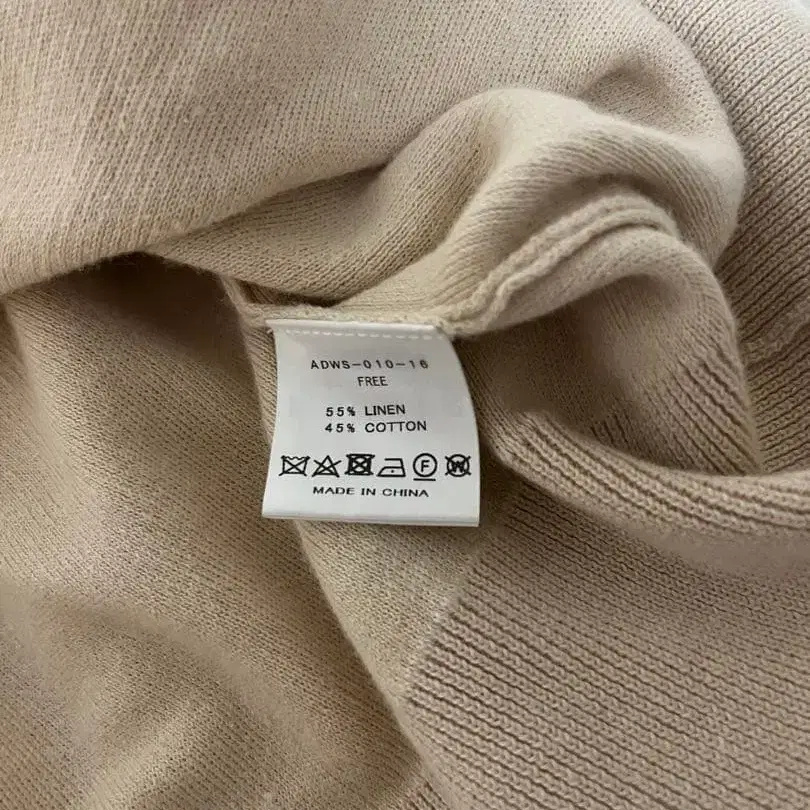 ADWS-010-16
FREE
55% LINEN
45% COTTON
F W
MADE IN CHINA